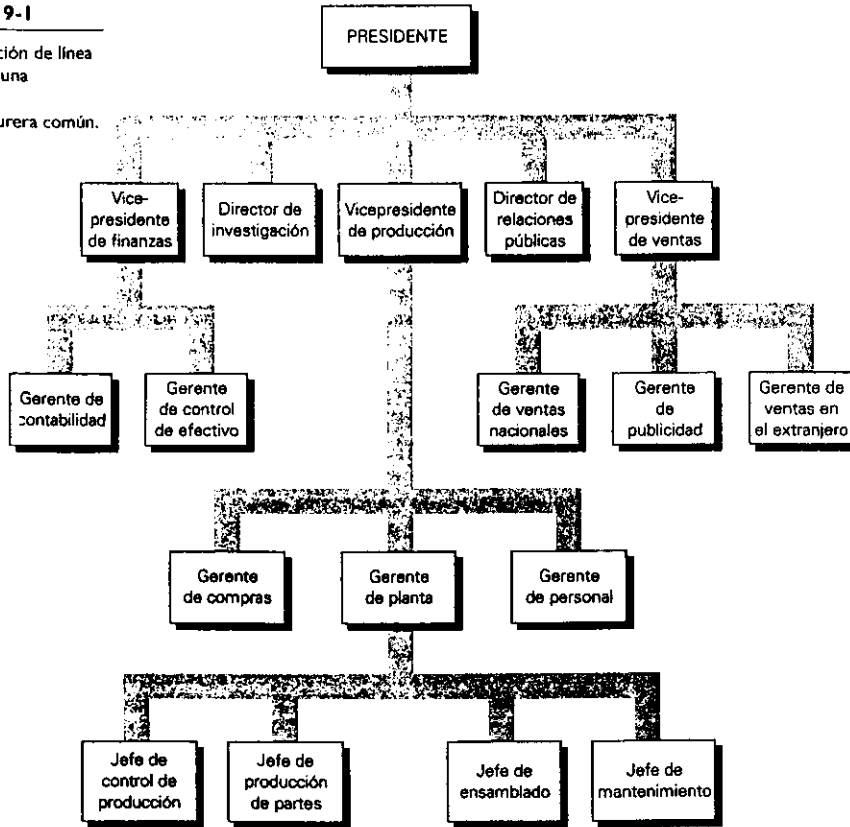 9-1
ción de línea
una
urera común.
PRESIDENTE
Vice-
presidente
de finanzas
Director de
investigación
Vicepresidente
de producción
Director de
relaciones
públicas
Vice-
presidente
de ventas
Gerente de
contabilidad
Gerente
de control
de efectivo
Gerente
de ventas
nacionales
Gerente
de
publicidad
Gerente de
ventas en
el extranjero
Gerente
de compras
Gerente
de planta
Gerente
de personal
Jefe de
control de
producción
Jefe de
producción
de partes
Jefe de
ensamblado
Jefe de
mantenimiento